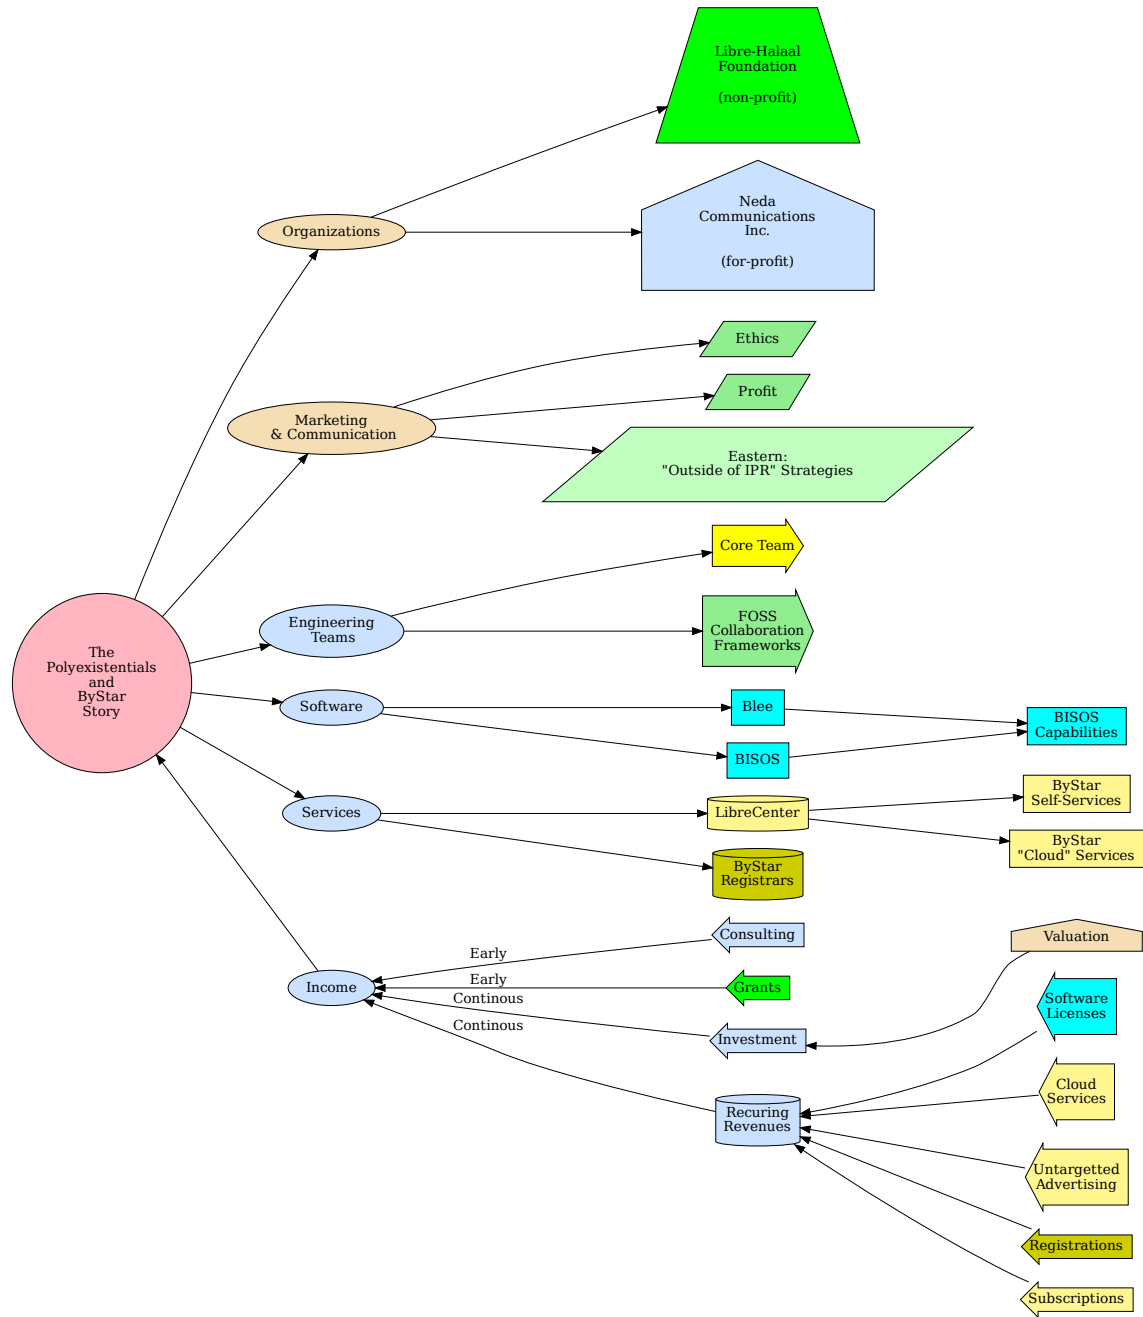 Libre-Halaal
Foundation
(non-profit)
Neda
Communications
Inc.
(for-profit)
Organizations
Ethics
Profit
Marketing
& Communication
Eastern:
"Outside of IPR" Strategies
Core Team
Engineering
Teams
FOSS
Collaboration
Frameworks
The
Polyexistentials
and
ByStar
Story
Software
Blee
BISOS
BISOS
Capabilities
Services
LibreCenter
ByStar
Self-Services
ByStar
"Cloud" Services
ByStar
Registrars
Consulting
Early
Income
Early
Grants
Continous
Investment
Valuation
Continous
Software
Licenses
Recuring
Revenues
Cloud
Services
Untargetted
Advertising
Registrations
Subscriptions